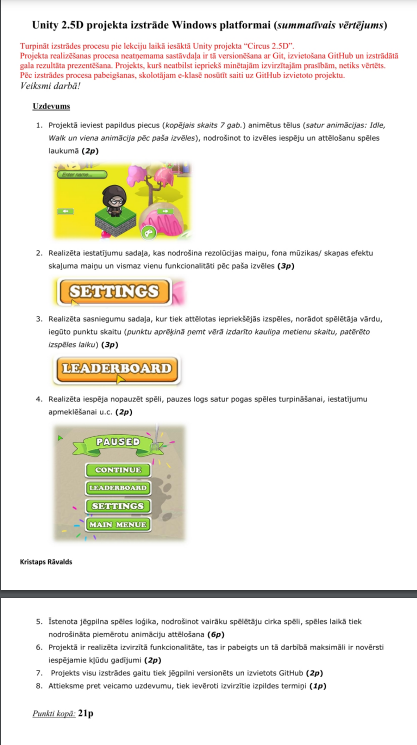 Unity 2.5D projekta izstrāde Windows platformai (summatīvais vērtējums)
Turpināt izstrādes procesu pie lekciju laikā iesāktā Unity projekta “Circus 2.5D”.
Projekta realizēšanas procesa neatņemama sastāvdaļa ir tā versionēšana ar Git, izvietošana GitHub un izstrādātā
gala rezultāta prezentēšana. Projekts, kurš neatbilst iepriekš minētajām izvirzītajām prasībām, netiks vērtēts.
Pēc izstrādes procesa pabeigšanas, skolotājam e-klasē nosūtīt saiti uz GitHub izvietoto projektu.
Veiksmi darbā!
Uzdevums
1. Projektā ieviest papildus piecus (kopējais skaits 7 gab.) animētus tēlus (satur animācijas: Idle,
Walk un viena animācija pēc paša izvēles), nodrošinot to izvēles iespēju un attēlošanu spēles
laukumā (2p)
Enter name...
2. Realizēta iestatījumu sadaļa, kas nodrošina rezolūcijas maiņu, fona mūzikas/ skaņas efektu
skaļuma maiņu un vismaz vienu funkcionalitāti pēc paša izvēles (3p)
SETTINGS
3. Realizēta sasniegumu sadaļa, kur tiek attēlotas iepriekšējās izspēles, norādot spēlētāja vārdu,
iegūto punktu skaitu (punktu aprēķinā ņemt vērā izdarīto kauliņa metienu skaitu, patērēto
izspēles laiku) (3p)
LEADERBOARD
4. Realizēta iespēja nopauzēt spēli, pauzes logs satur pogas spēles turpināšanai, iestatījumu
apmeklēšanai u.c. (2p)
PAUSED
CONTINUE
LEADERBOARD
SETTINGS
MAIN MENUE
Kristaps Rāvalds
5. Īstenota jēgpilna spēles loģika, nodrošinot vairāku spēlētāju cirka spēli, spēles laikā tiek
nodrošināta piemērotu animāciju attēlošana (6p)
6. Projektā ir realizēta izvirzītā funkcionalitāte, tas ir pabeigts un tā darbībā maksimāli ir novērsti
iespējamie kļūdu gadījumi (2p)
7. Projekts visu izstrādes gaitu tiek jēgpilni versionēts un izvietots GitHub (2p)
8. Attieksme pret veicamo uzdevumu, tiek ievēroti izvirzītie izpildes termiņi (1p)
Punkti kopā: 21p